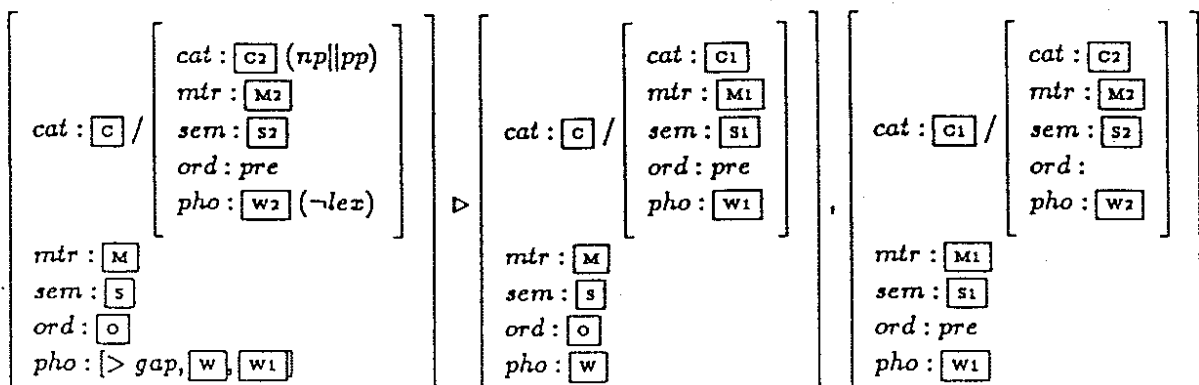 cat : C2 (np||pp) cat : C1 cat : C2
mtr : M2 mtr : M1 mtr : M2
cat : C / sem : S2 cat : C / sem : S1 cat : C1 / sem : S2
ord : pre ord : pre ord :
pho : W2 (¬lex) ▷ pho : W1 , pho : W2
mtr : M mtr : M mtr : M1
sem : S sem : S sem : S1
ord : O ord : O ord : pre
pho : [> gap, W, W1] pho : W pho : W1